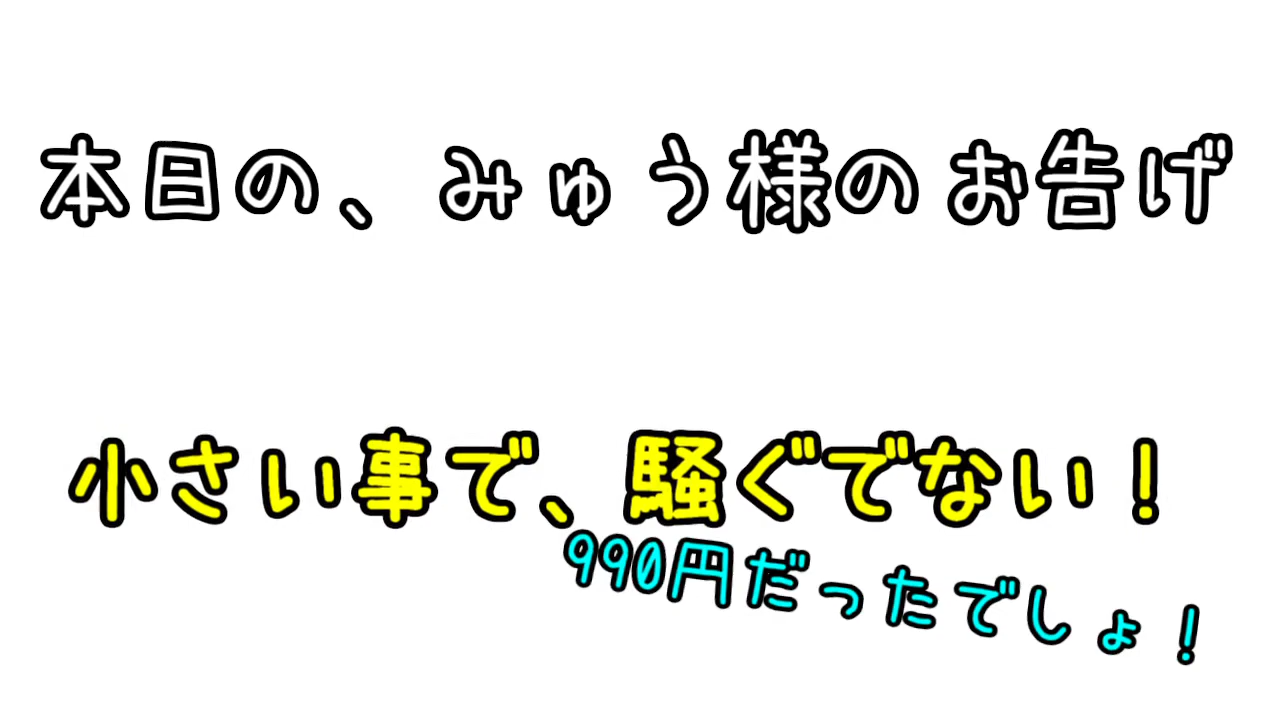 本日の、みゅう様のお告げ
小さい事で、騒ぐでない！
990円だったでしょ！